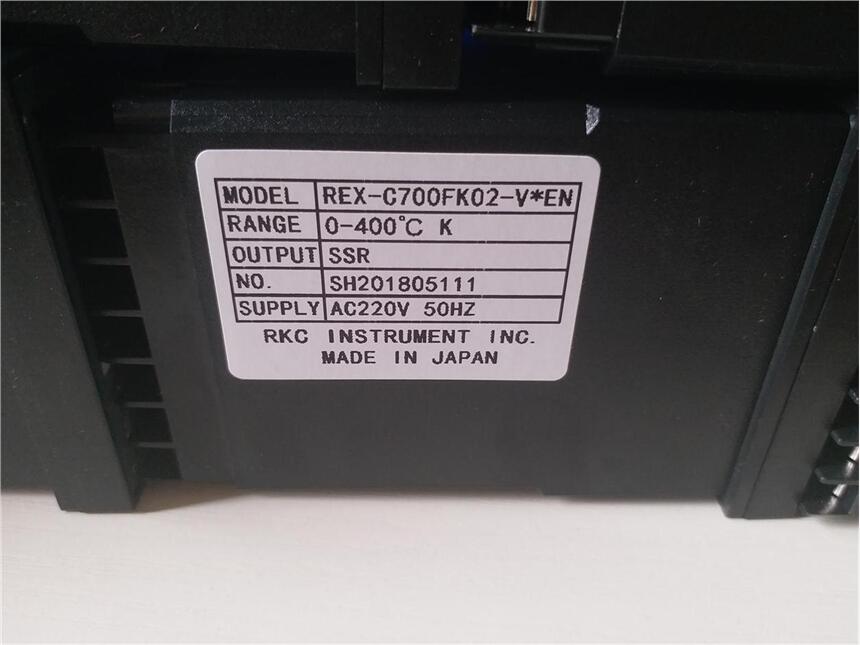 MODEL REX-C700FK02-V*EN
RANGE 0-400℃ K
OUTPUT SSR
NO. SH201805111
SUPPLY AC220V 50HZ
RKC INSTRUMENT INC.
MADE IN JAPAN